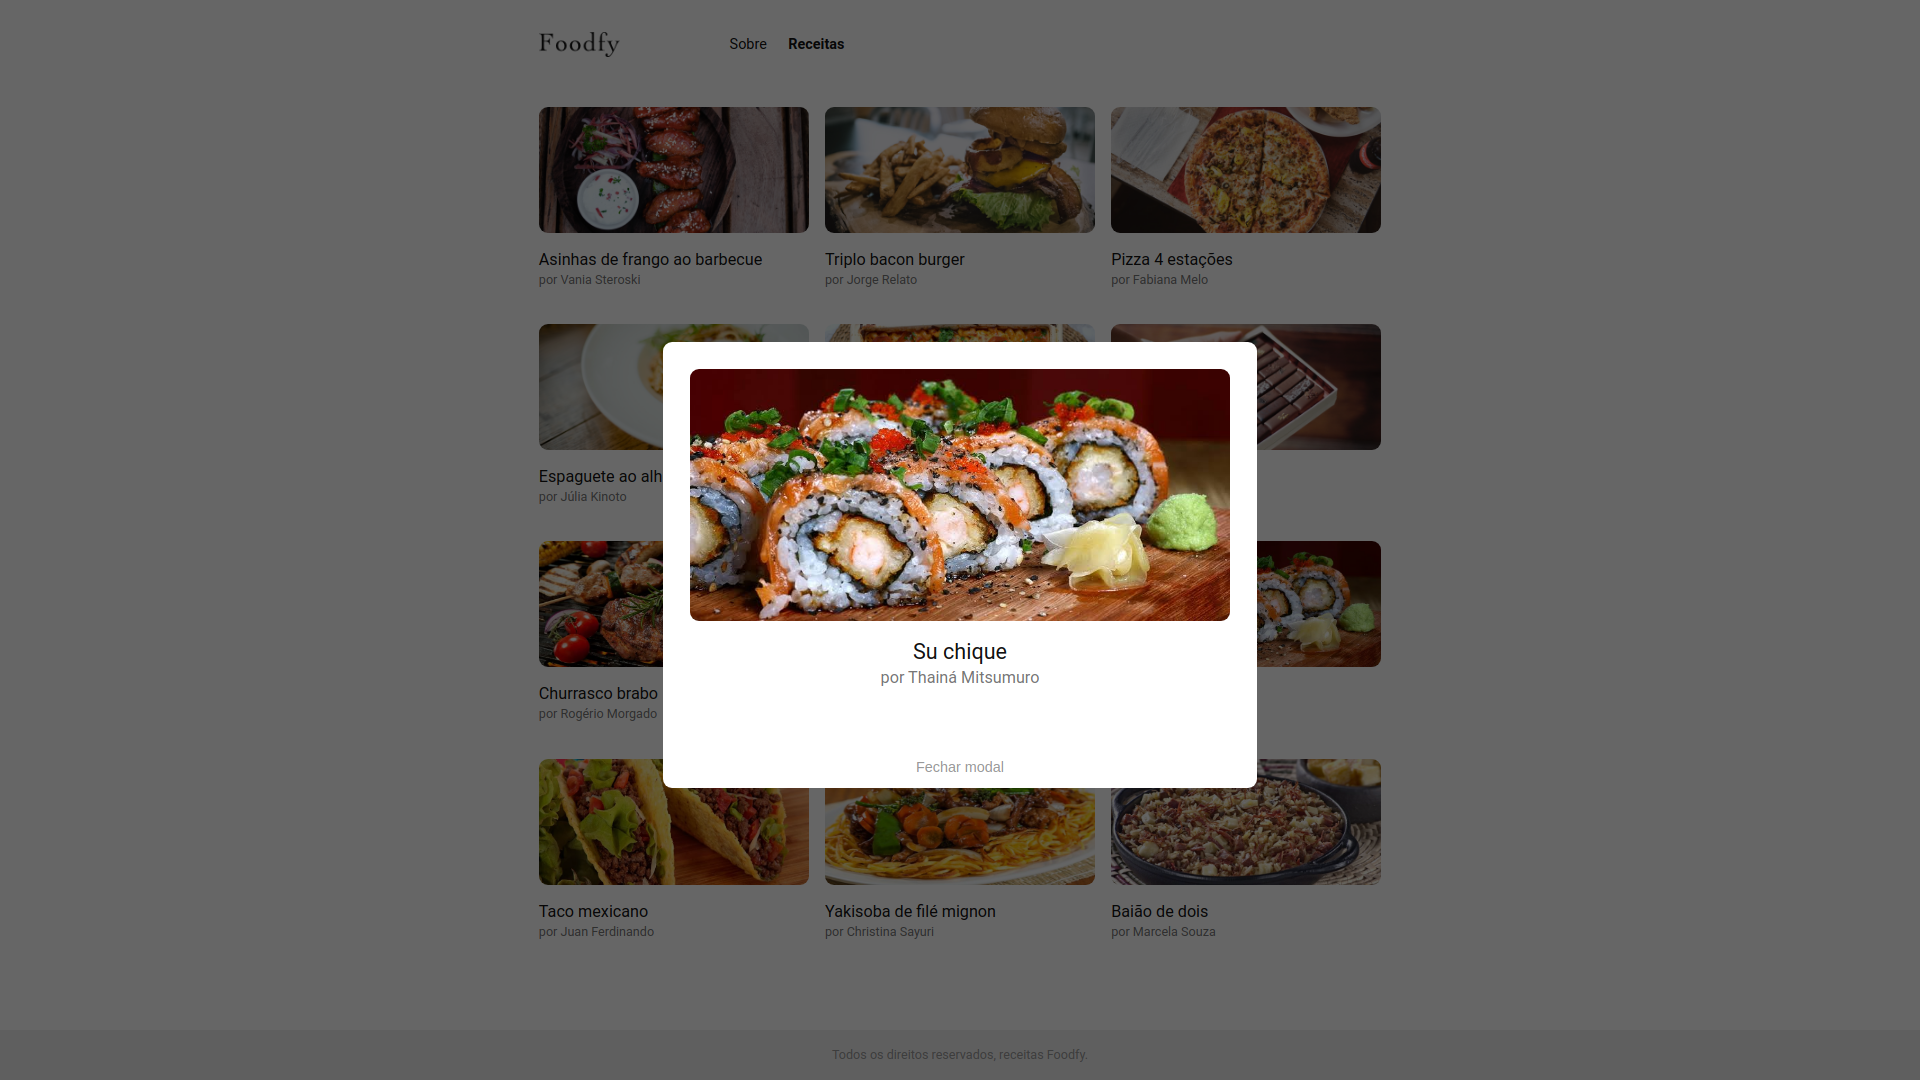 Foodfy
Sobre
Receitas
Asinhas de frango ao barbecue
por Vania Steroski
Triplo bacon burger
por Jorge Relato
Pizza 4 estações
por Fabiana Melo
Espaguete ao alh
por Júlia Kinoto
Churrasco brabo
por Rogério Morgado
Su chique
por Thainá Mitsumuro
Fechar modal
Taco mexicano
por Juan Ferdinando
Yakisoba de filé mignon
por Christina Sayuri
Baião de dois
por Marcela Souza
Todos os direitos reservados, receitas Foodfy.